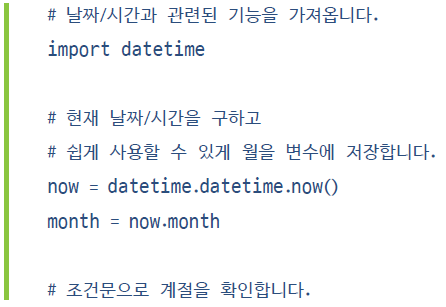 # 날짜/시간과 관련된 기능을 가져옵니다.
import datetime
# 현재 날짜/시간을 구하고
# 쉽게 사용할 수 있게 월을 변수에 저장합니다.
now = datetime.datetime.now()
month = now.month
# 조건문으로 계절을 확인합니다.